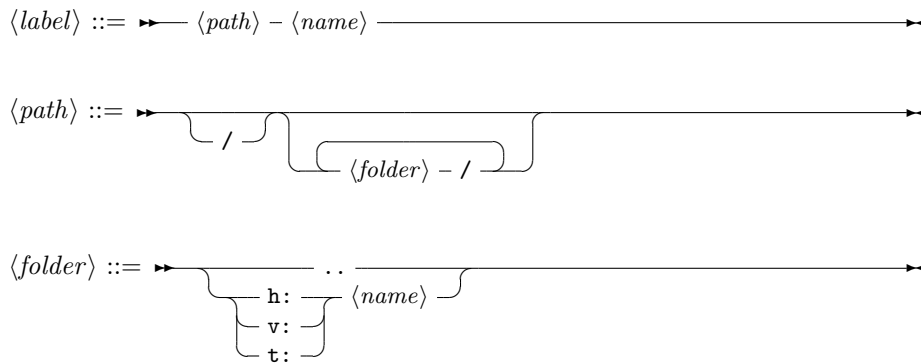 ⟨label⟩ ::= ⟨path⟩ ⟨name⟩
⟨path⟩ ::=
/
⟨folder⟩ /
⟨folder⟩ ::= ..
h: ⟨name⟩
v:
t: